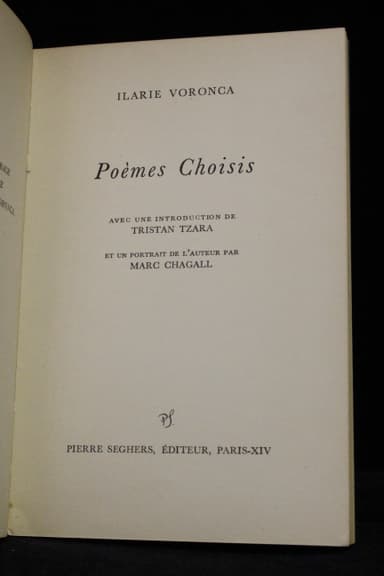 ILARIE VORONCA
Poèmes Choisis
AVEC UNE INTRODUCTION DE
TRISTAN TZARA
ET UN PORTRAIT DE L'AUTEUR PAR
MARC CHAGALL
PS
PIERRE SEGHERS, ÉDITEUR, PARIS-XIV